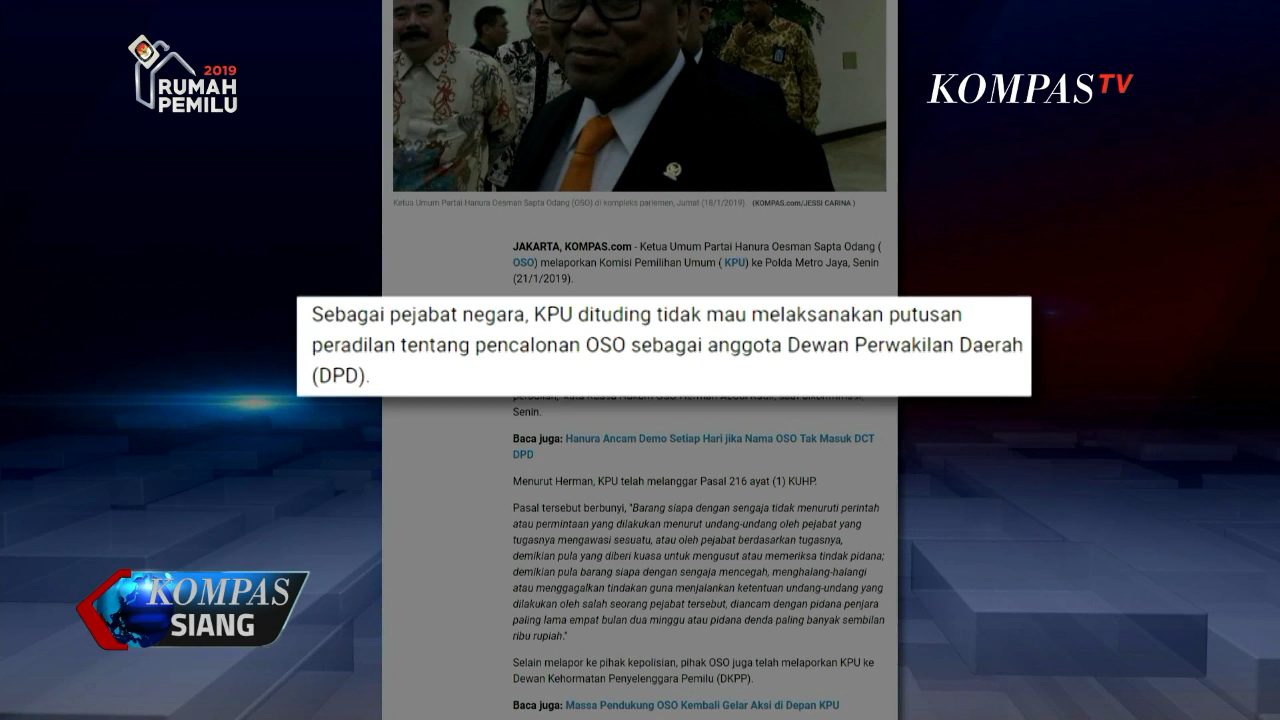 2019
RUMAH
PEMILU
KOMPAS TV
Ketua Umum Partai Hanura Oesman Sapta Odang (OSO) di kompleks parlemen, Jumat (18/1/2019). (KOMPAS.com/JESSI CARINA )
JAKARTA, KOMPAS.com - Ketua Umum Partai Hanura Oesman Sapta Odang (
OSO) melaporkan Komisi Pemilihan Umum ( KPU) ke Polda Metro Jaya, Senin
(21/1/2019).
Sebagai pejabat negara, KPU dituding tidak mau melaksanakan putusan
peradilan tentang pencalonan OSO sebagai anggota Dewan Perwakilan Daerah
(DPD).
Senin.
Baca juga: Hanura Ancam Demo Setiap Hari jika Nama OSO Tak Masuk DCT
DPD
Menurut Herman, KPU telah melanggar Pasal 216 ayat (1) KUHP.
Pasal tersebut berbunyi, "Barang siapa dengan sengaja tidak menuruti perintah
atau permintaan yang dilakukan menurut undang-undang oleh pejabat yang
tugasnya mengawasi sesuatu, atau oleh pejabat berdasarkan tugasnya,
demikian pula yang diberi kuasa untuk mengusut atau memeriksa tindak pidana;
demikian pula barang siapa dengan sengaja mencegah, menghalang-halangi
atau menggagalkan tindakan guna menjalankan ketentuan undang-undang yang
dilakukan oleh salah seorang pejabat tersebut, diancam dengan pidana penjara
paling lama empat bulan dua minggu atau pidana denda paling banyak sembilan
ribu rupiah."
Selain melapor ke pihak kepolisian, pihak OSO juga telah melaporkan KPU ke
Dewan Kehormatan Penyelenggara Pemilu (DKPP).
Baca juga: Massa Pendukung OSO Kembali Gelar Aksi di Depan KPU
KOMPAS
SIANG